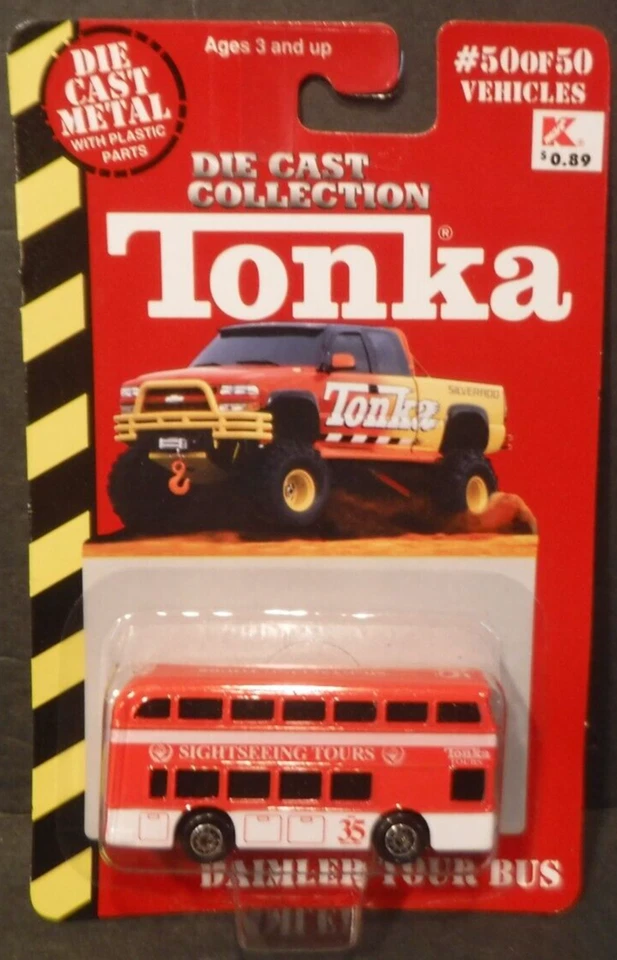 DIE
CAST
METAL
WITH PLASTIC
PARTS
Ages 3 and up
#50 OF 50
VEHICLES
K
$0.89
DIE CAST
COLLECTION
Tonka®
SILVERADO
Tonka
SIGHTSEEING TOURS
Tonka
TOURS
35
DAIMLER TOUR BUS